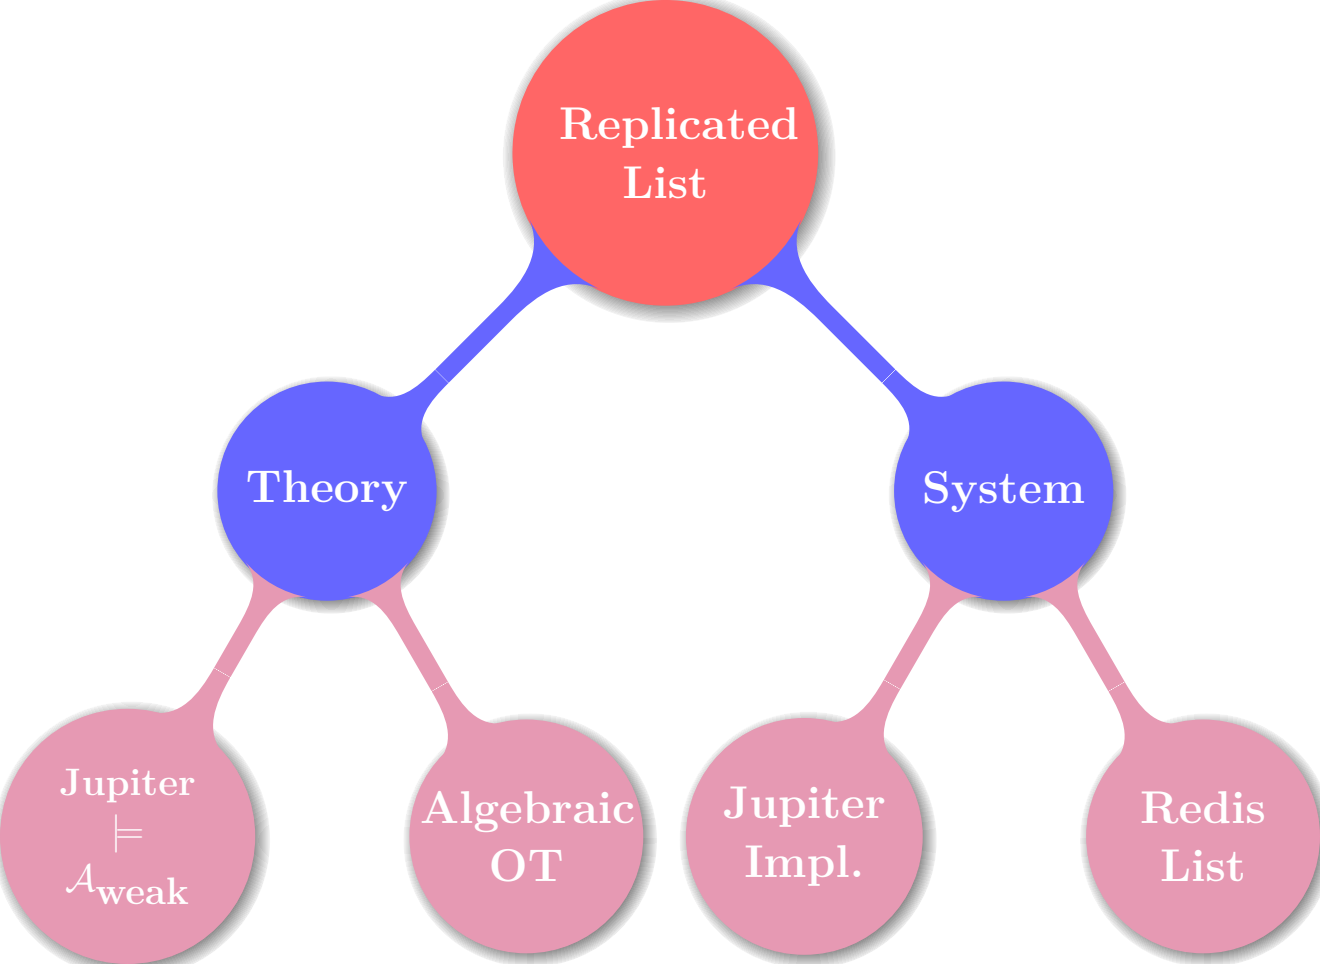 Replicated
List
Theory
System
Jupiter
⊨
𝒜weak
Algebraic
OT
Jupiter
Impl.
Redis
List